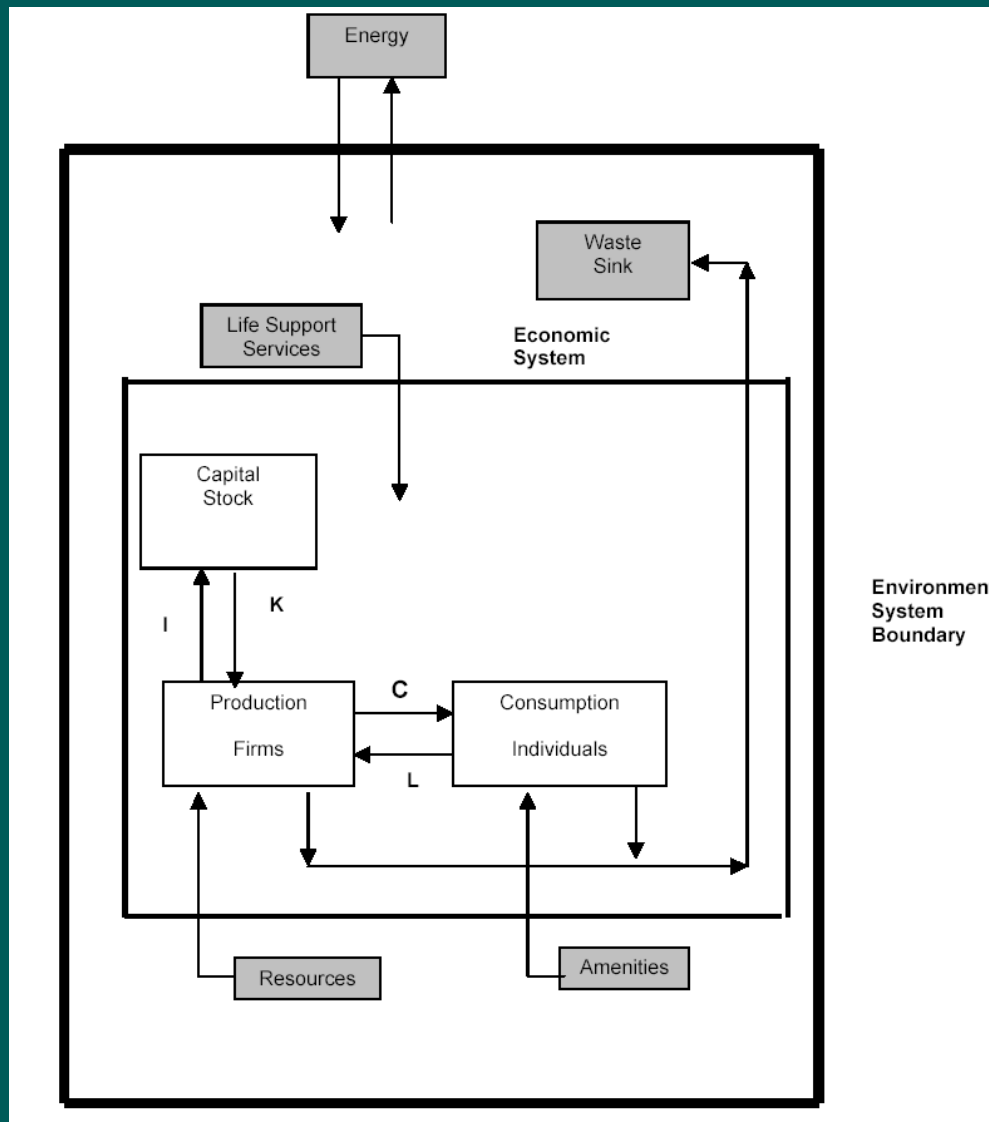 Energy
Waste
Sink
Life Support
Services
Economic
System
Capital
Stock
Environmen
System
Boundary
I
K
Production
Firms
C
L
Consumption
Individuals
Resources
Amenities